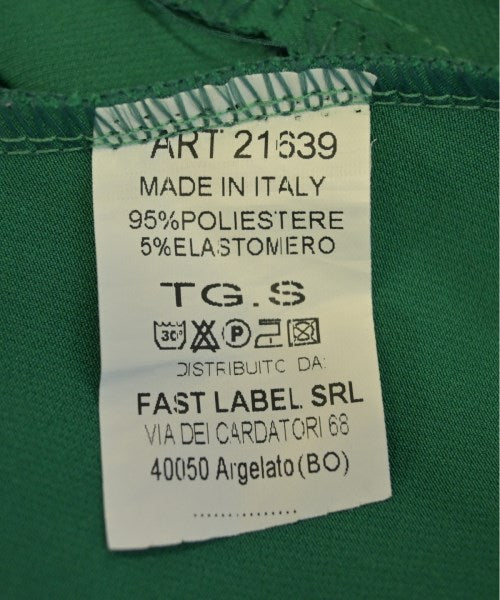 ART 21639
MADE IN ITALY
95%POLIESTERE
5%ELASTOMERO
TG.S
30° P
DISTRIBUITO DA:
FAST LABEL SRL
VIA DEI CARDATORI 68
40050 Argelato (BO)